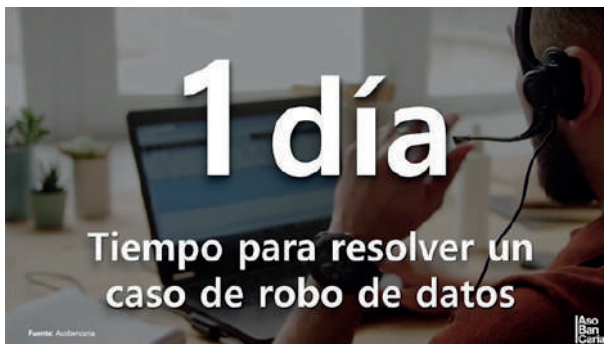 1 día
Tiempo para resolver un
caso de robo de datos
Fuente: Asobancaria
Aso
Ban
Caria